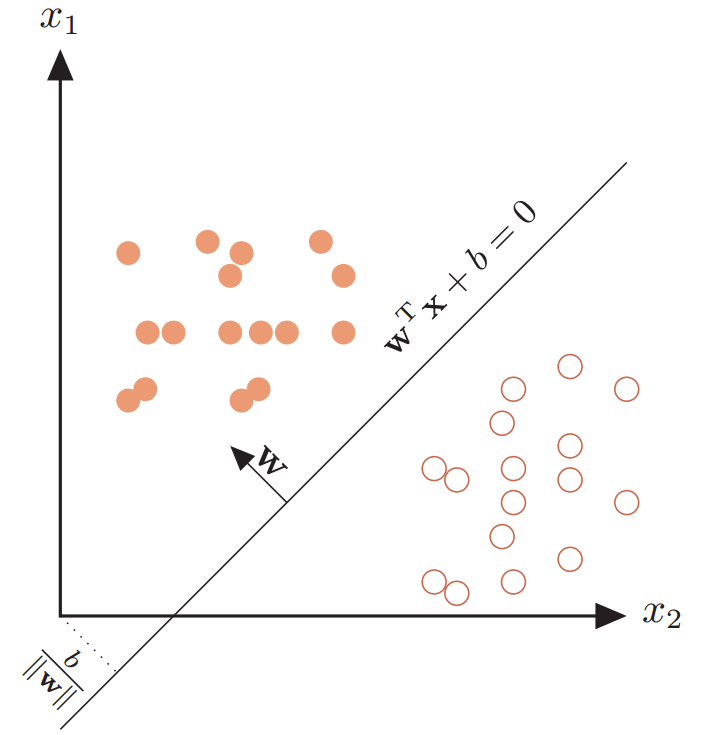 x₁
wᵀx + b = 0
w
x₂
b
‖w‖